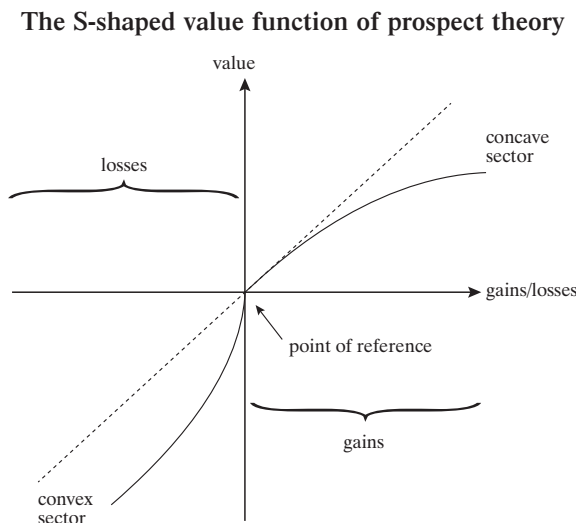 The S-shaped value function of prospect theory
value
concave
sector
losses
gains/losses
point of reference
gains
convex
sector